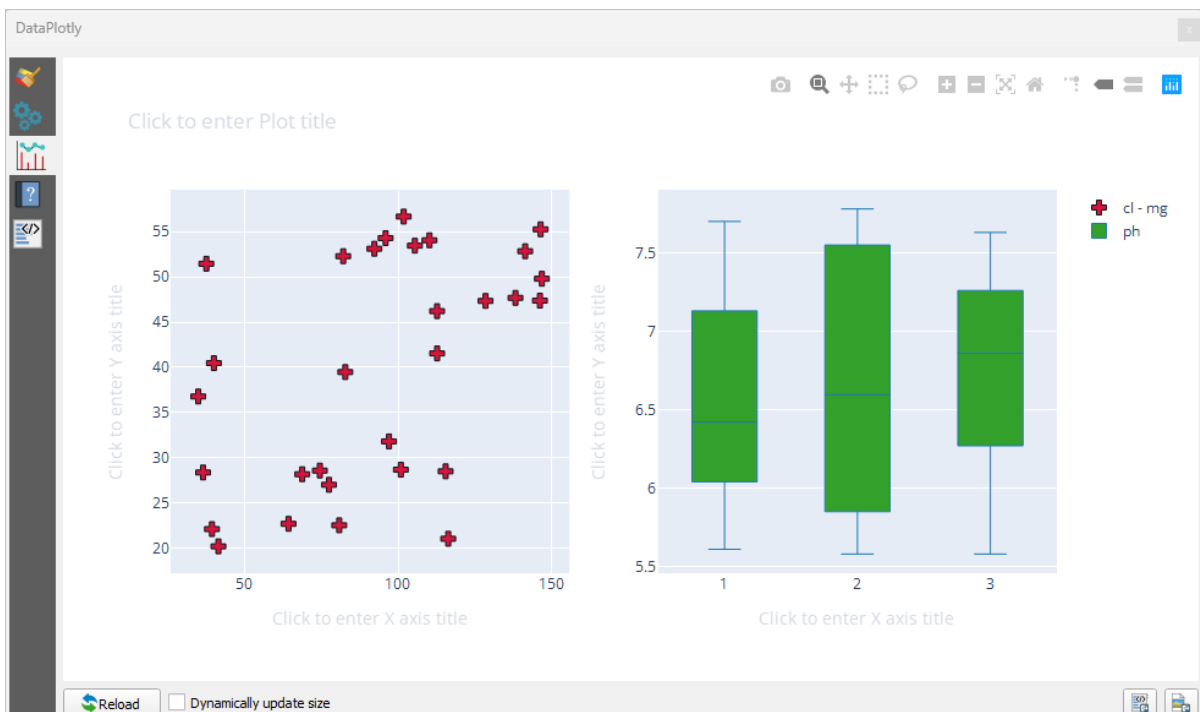 DataPlotly
x
?
</>
Click to enter Plot title
cl - mg
ph
Click to enter Y axis title
55
50
45
40
35
30
25
20
50
100
150
Click to enter X axis title
Click to enter Y axis title
7.5
7
6.5
6
5.5
1
2
3
Click to enter X axis title
Reload
Dynamically update size